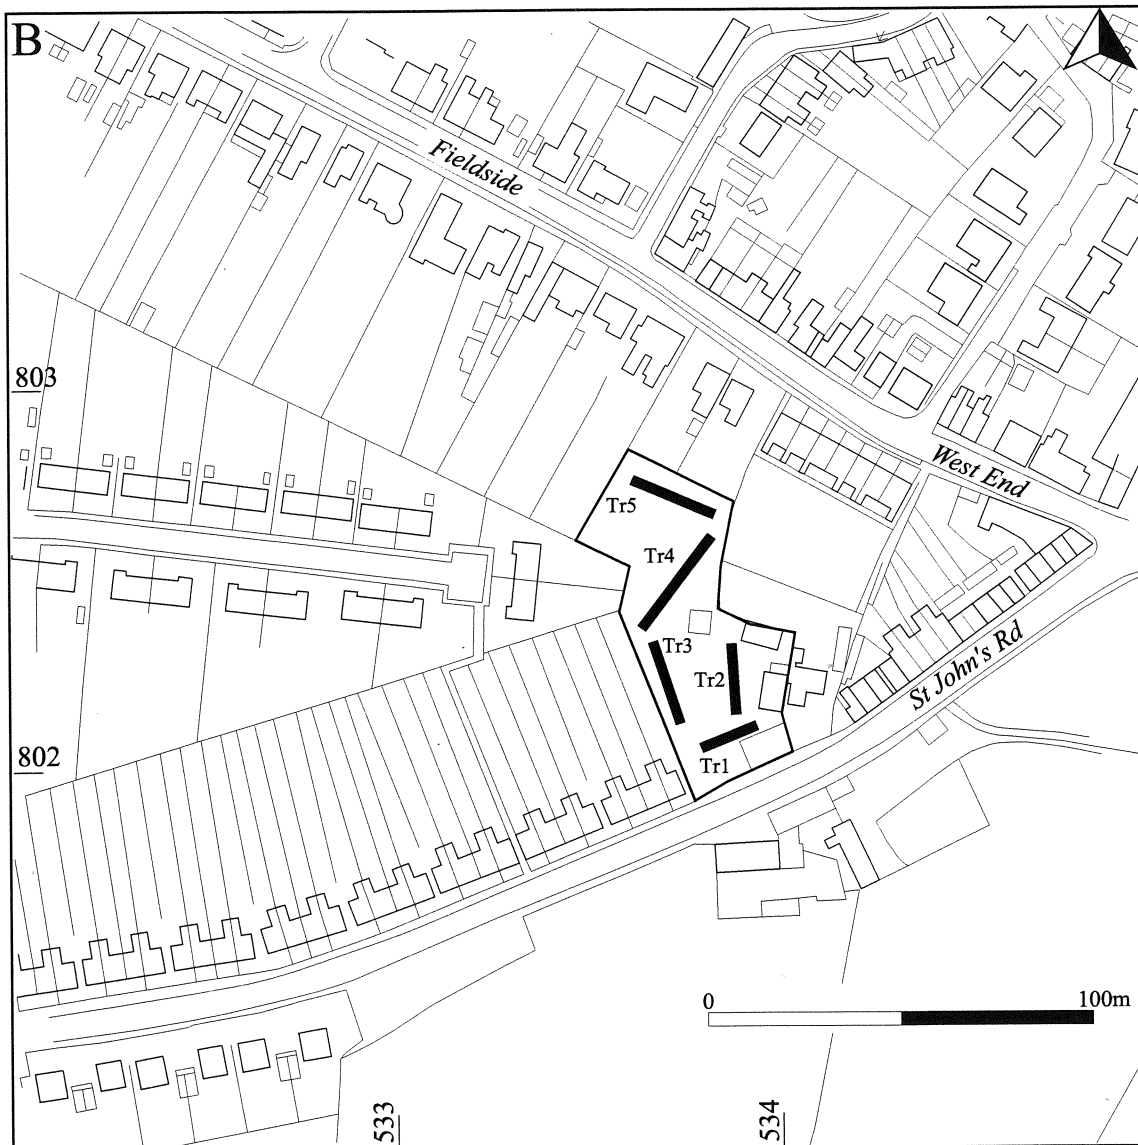 B
Fieldside
803
West End
Tr5
Tr4
Tr3
Tr2
St John's Rd
802
Tr1
0 100m
533
534